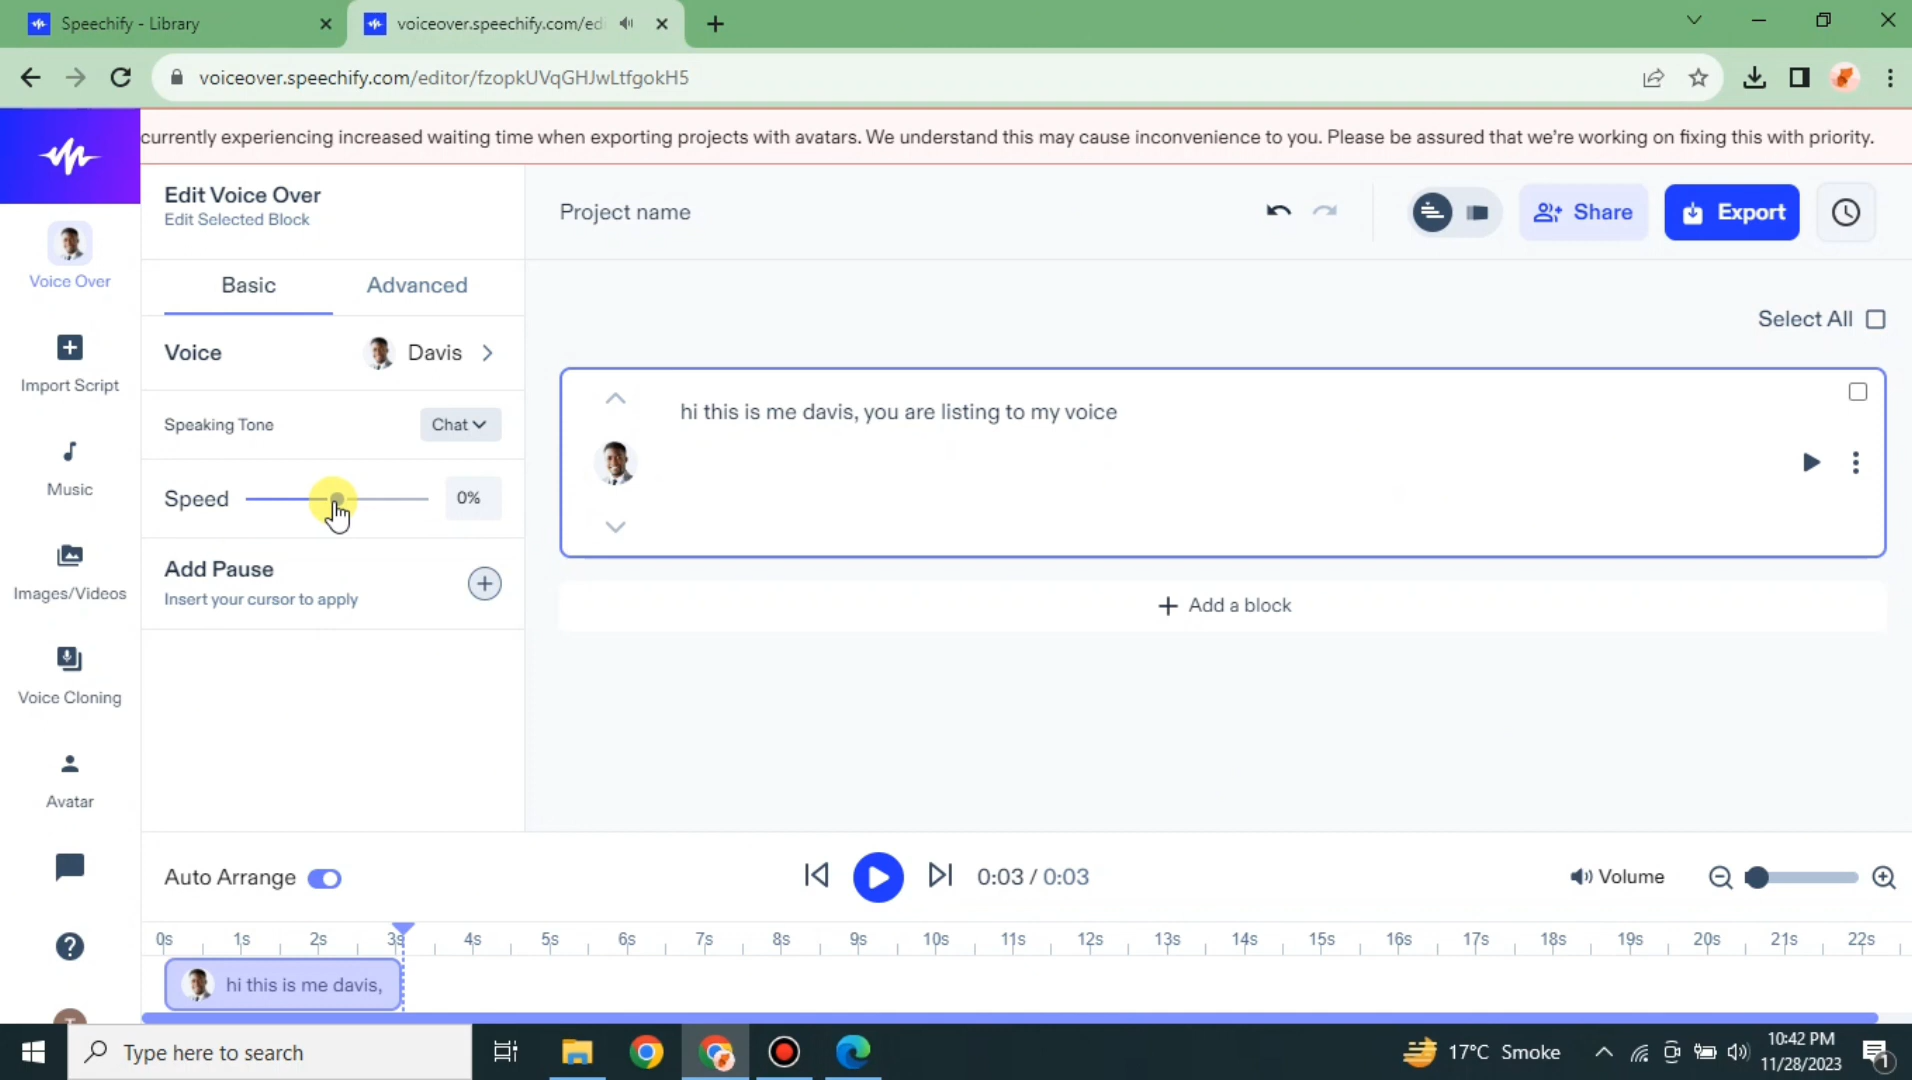 Speechify - Library
voiceover.speechify.com/edi
voiceover.speechify.com/editor/fzopkUVqGHJwLtfgokH5
currently experiencing increased waiting time when exporting projects with avatars. We understand this may cause inconvenience to you. Please be assured that we're working on fixing this with priority.
Edit Voice Over
Edit Selected Block
Project name
Share
Export
Voice Over
Basic
Advanced
Select All
Voice
Davis
Import Script
Speaking Tone
Chat
hi this is me davis, you are listing to my voice
Music
Speed
0%
Add Pause
Insert your cursor to apply
Images/Videos
+ Add a block
Voice Cloning
Avatar
Auto Arrange
0:03 / 0:03
Volume
0s 1s 2s 3s 4s 5s 6s 7s 8s 9s 10s 11s 12s 13s 14s 15s 16s 17s 18s 19s 20s 21s 22s
hi this is me davis,
Type here to search
17°C Smoke
10:42 PM
11/28/2023
1